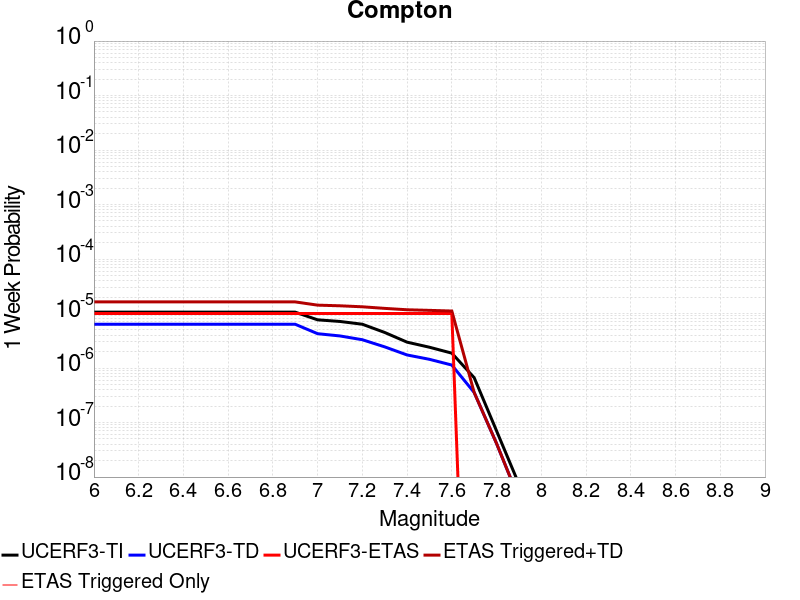 Compton
10^0
10^-1
10^-2
10^-3
10^-4
10^-5
10^-6
10^-7
10^-8
1 Week Probability
6 6.2 6.4 6.6 6.8 7 7.2 7.4 7.6 7.8 8 8.2 8.4 8.6 8.8 9
Magnitude
UCERF3-TI UCERF3-TD UCERF3-ETAS ETAS Triggered+TD
ETAS Triggered Only